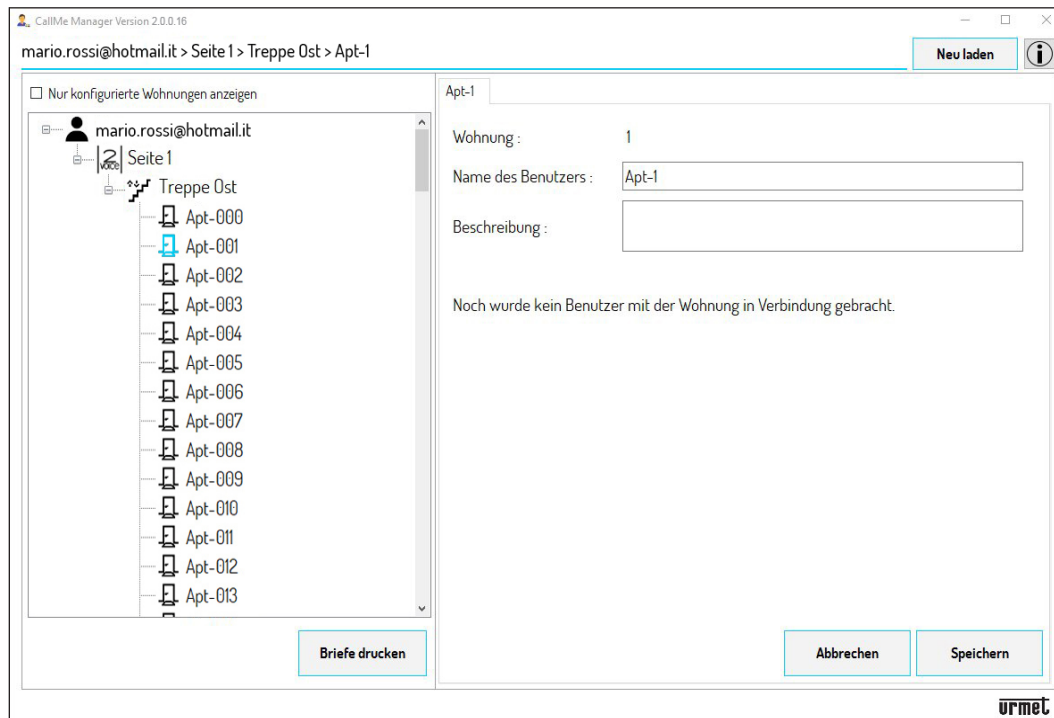 CallMe Manager Version 2.0.0.16
mario.rossi@hotmail.it > Seite 1 > Treppe Ost > Apt-1
Neu laden
Nur konfigurierte Wohnungen anzeigen
mario.rossi@hotmail.it
2 voice
Seite 1
Treppe Ost
Apt-000
Apt-001
Apt-002
Apt-003
Apt-004
Apt-005
Apt-006
Apt-007
Apt-008
Apt-009
Apt-010
Apt-011
Apt-012
Apt-013
Briefe drucken
Apt-1
Wohnung : 1
Name des Benutzers : Apt-1
Beschreibung :
Noch wurde kein Benutzer mit der Wohnung in Verbindung gebracht.
Abbrechen
Speichern
urmet